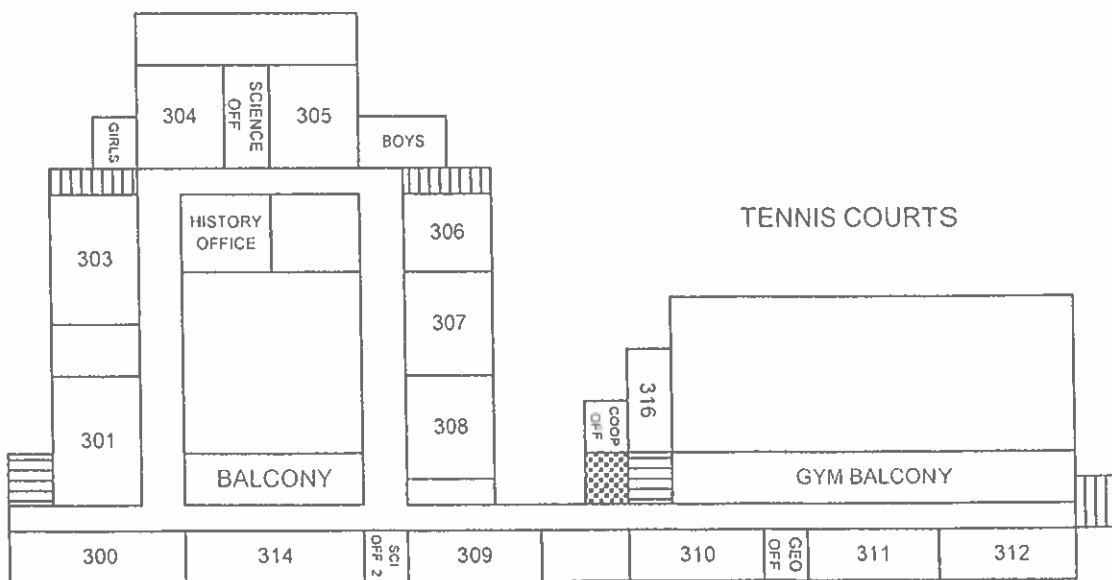 304
SCIENCE
OFF
305
GIRLS
BOYS
HISTORY
OFFICE
303
306
TENNIS COURTS
307
316
301
308
COOP
OFF
BALCONY
GYM BALCONY
300
314
SCI
OFF 2
309
310
GEO
OFF
311
312